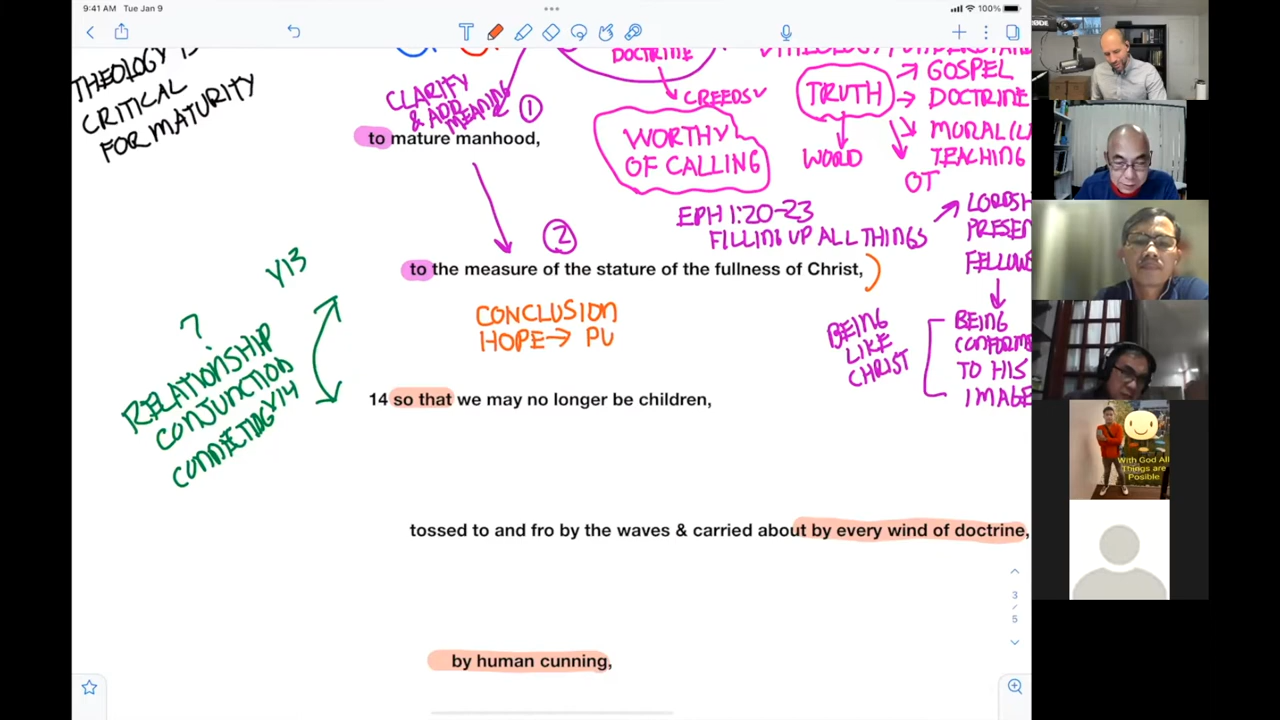 9:41 AM Tue Jan 9
100%
THEOLOGY IS
CRITICAL
FOR MATURITY
CLARIFY
& ADD
MEANING
1
DOCTRINE
CREEDS
to mature manhood,
WORTHY
OF CALLING
TRUTH
WORD
GOSPEL
DOCTRINE
MORAL
TEACHING
OT
EPH 1:20-23
FILLING UP ALL THINGS
2
to the measure of the stature of the fullness of Christ,
CONCLUSION
HOPE → PU
BEING
LIKE
CHRIST
BEING
TO HIS
IMAGE
V13
?
RELATIONSHIP
CONJUNCTION
CONNECTING V14
14 so that we may no longer be children,
tossed to and fro by the waves & carried about by every wind of doctrine,
by human cunning,
3
/
5
With God All
Things are
Posible